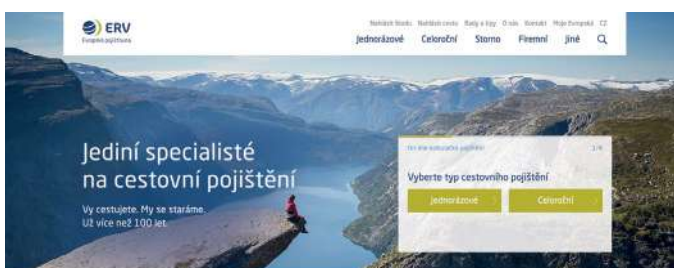 ERV
Evropská pojišťovna
Nahlásit škodu Nahlásit cestu Rady a tipy O nás Kontakt Moje Evropská CZ
Jednorázové Celoroční Storno Firemní Jiné
Jediní specialisté
na cestovní pojištění
Vy cestujete. My se staráme.
Už více než 100 let.
1/4
Vyberte typ cestovního pojištění
Jednorázové
Celoroční